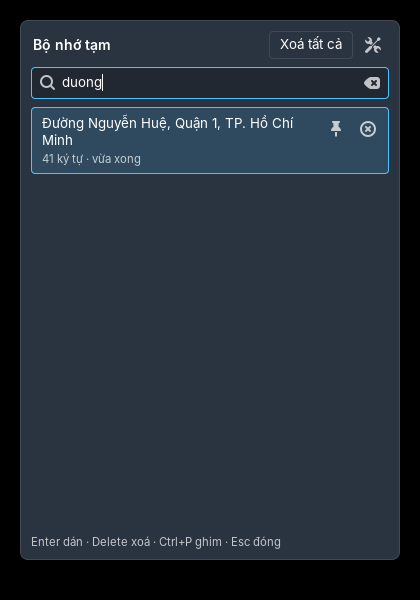 Bộ nhớ tạm
Xoá tất cả
duong
Đường Nguyễn Huệ, Quận 1, TP. Hồ Chí
Minh
41 ký tự · vừa xong
Enter dán · Delete xoá · Ctrl+P ghim · Esc đóng